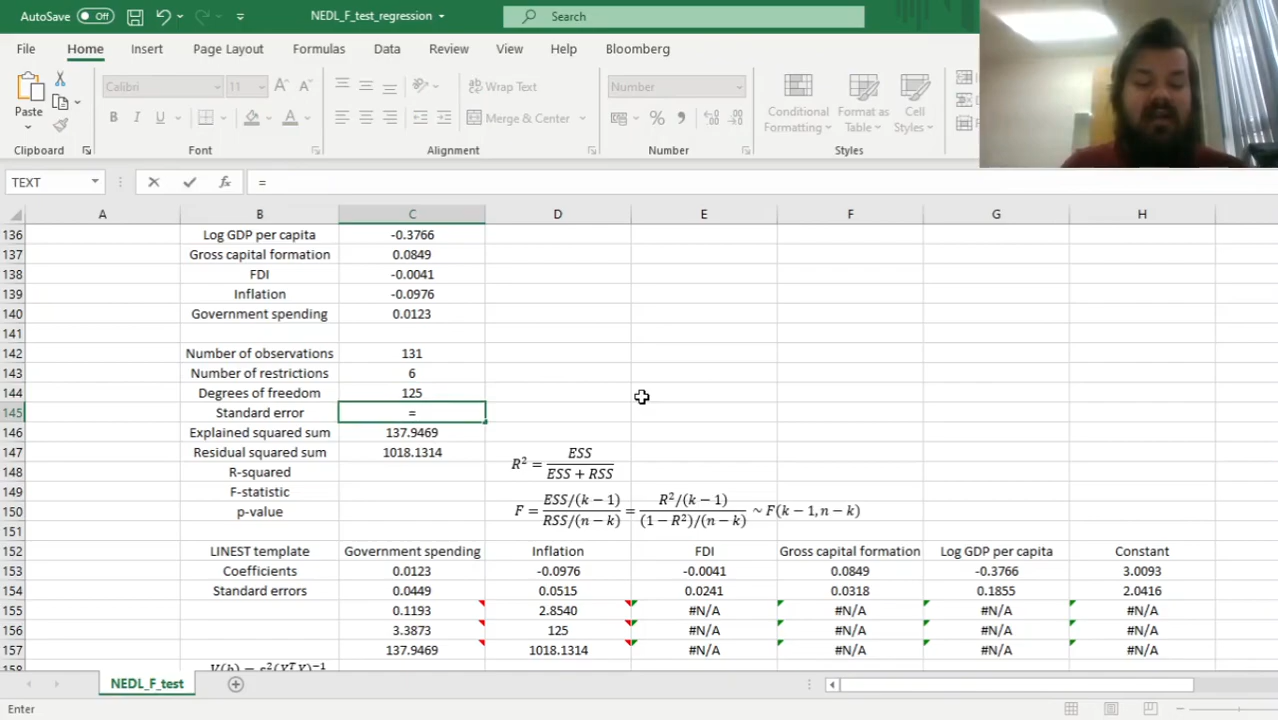 AutoSave Off NEDL_F_test_regression Search
File Home Insert Page Layout Formulas Data Review View Help Bloomberg
Paste Calibri 11 Wrap Text Number Conditional Formatting Format as Table Cell Styles
B I U Merge & Center
Clipboard Font Alignment Number Styles
TEXT fx =
A B C D E F G H
136 Log GDP per capita -0.3766
137 Gross capital formation 0.0849
138 FDI -0.0041
139 Inflation -0.0976
140 Government spending 0.0123
141
142 Number of observations 131
143 Number of restrictions 6
144 Degrees of freedom 125
145 Standard error =
146 Explained squared sum 137.9469
147 Residual squared sum 1018.1314
148 R-squared R² = ESS/(ESS + RSS)
149 F-statistic
150 p-value F = (ESS/(k − 1))/(RSS/(n − k)) = (R²/(k − 1))/((1 − R²)/(n − k)) ~ F(k − 1, n − k)
151
152 LINEST template Government spending Inflation FDI Gross capital formation Log GDP per capita Constant
153 Coefficients 0.0123 -0.0976 -0.0041 0.0849 -0.3766 3.0093
154 Standard errors 0.0449 0.0515 0.0241 0.0318 0.1855 2.0416
155 0.1193 2.8540 #N/A #N/A #N/A #N/A
156 3.3873 125 #N/A #N/A #N/A #N/A
157 137.9469 1018.1314 #N/A #N/A #N/A #N/A
158
NEDL_F_test
Enter